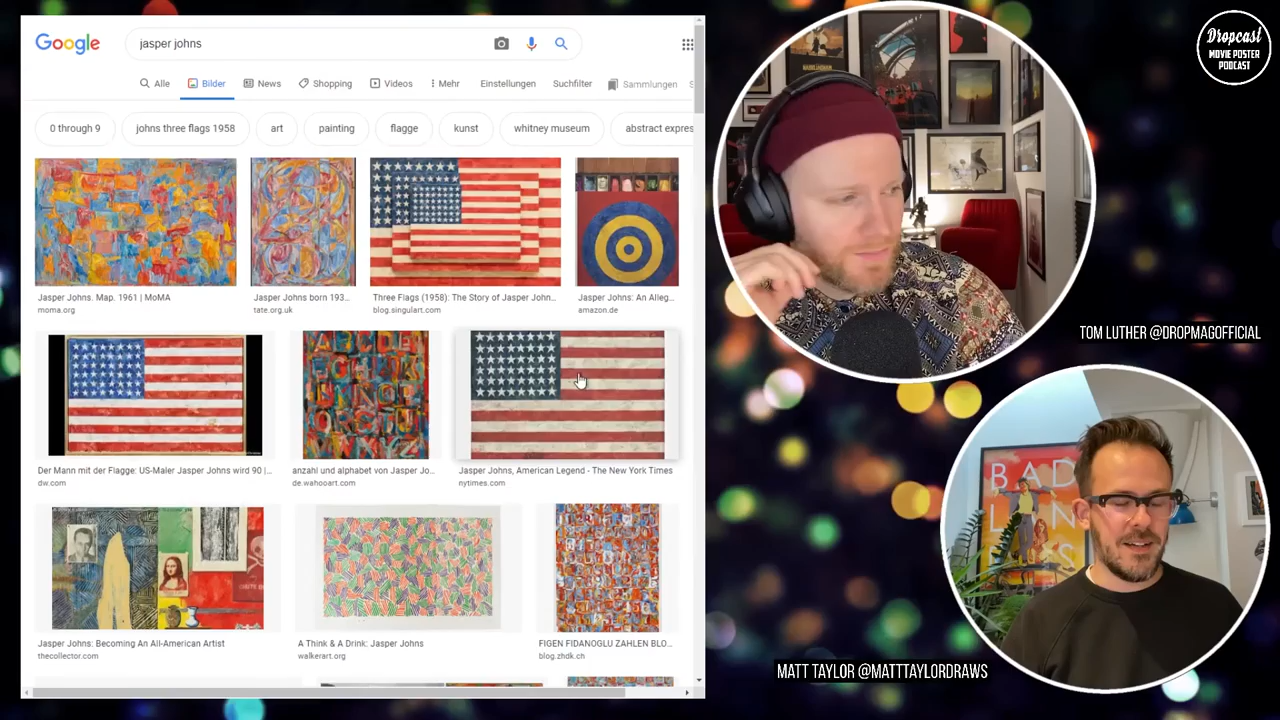 Google
jasper johns
Alle
Bilder
News
Shopping
Videos
Mehr
Einstellungen
Suchfilter
Sammlungen
0 through 9
johns three flags 1958
art
painting
flagge
kunst
whitney museum
abstract expres
Jasper Johns. Map. 1961 | MoMA
moma.org
Jasper Johns born 193...
tate.org.uk
Three Flags (1958): The Story of Jasper John...
blog.singulart.com
Jasper Johns: An Alleg...
amazon.de
Der Mann mit der Flagge: US-Maler Jasper Johns wird 90 |...
dw.com
anzahl und alphabet von Jasper Jo...
de.wahooart.com
Jasper Johns, American Legend - The New York Times
nytimes.com
Jasper Johns: Becoming An All-American Artist
thecollector.com
A Think & A Drink: Jasper Johns
walkerart.org
FIGEN FIDANOGLU ZAHLEN BLO...
blog.zhdk.ch
Dropcast
MOVIE POSTER
PODCAST
TOM LUTHER @DROPMAGOFFICIAL
BAD
MATT TAYLOR @MATTTAYLORDRAWS